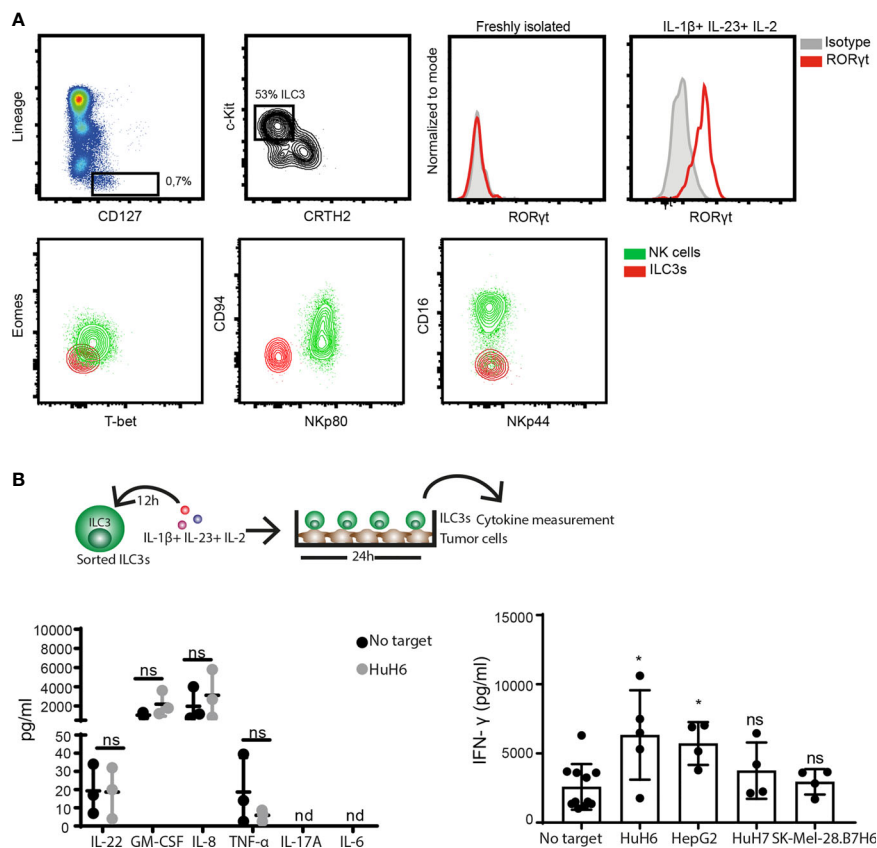 A
Freshly isolated
IL-1β+ IL-23+ IL-2
Isotype
RORγt
Lineage
0,7%
CD127
53% ILC3
c-Kit
CRTH2
Normalized to mode
RORγt
RORγt
NK cells
ILC3s
Eomes
T-bet
CD94
NKp80
CD16
NKp44
B
12h
ILC3
Sorted ILC3s
IL-1β+ IL-23+ IL-2
ILC3s
Cytokine measurement
Tumor cells
24h
pg/ml
10000
8000
6000
4000
2000
0
50
40
30
20
10
0
ns
ns
ns
ns
nd
nd
IL-22
GM-CSF
IL-8
TNF-α
IL-17A
IL-6
No target
HuH6
IFN- γ (pg/ml)
15000
10000
5000
0
*
*
ns
ns
No target
HuH6
HepG2
HuH7
SK-Mel-28.B7H6